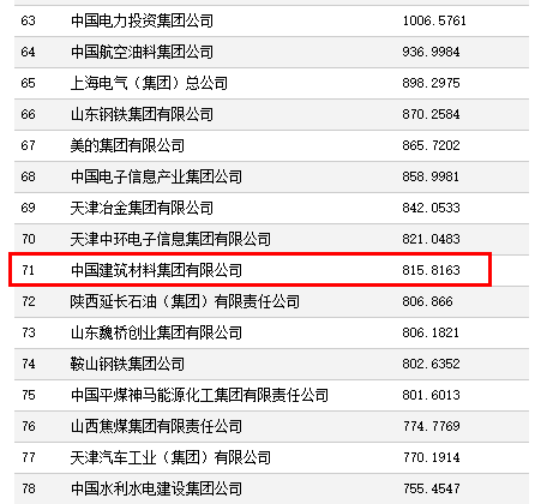 63 中国电力投资集团公司 1006.5761
64 中国航空油料集团公司 936.9984
65 上海电气（集团）总公司 898.2975
66 山东钢铁集团有限公司 870.2584
67 美的集团有限公司 865.7202
68 中国电子信息产业集团公司 858.9981
69 天津冶金集团有限公司 842.0533
70 天津中环电子信息集团有限公司 821.0483
71 中国建筑材料集团有限公司 815.8163
72 陕西延长石油（集团）有限责任公司 806.866
73 山东魏桥创业集团有限公司 806.1821
74 鞍山钢铁集团公司 802.6352
75 中国平煤神马能源化工集团有限责任公司 801.6013
76 山西焦煤集团有限责任公司 774.7769
77 天津汽车工业（集团）有限公司 770.1914
78 中国水利水电建设集团公司 755.4547